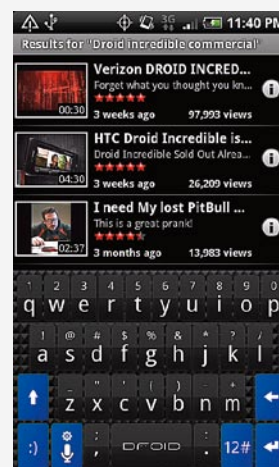 3G 11:40 PM
Results for "Droid incredible commercial"
Verizon DROID INCRED...
Forget what you thought you kn...
00:30
3 weeks ago 97,993 views
HTC Droid Incredible is...
Droid Incredible Sold Out Alrea...
04:30
3 weeks ago 26,209 views
I need My lost PitBull ...
This is a great prank!
02:37
3 months ago 13,983 views
1 2 3 4 5 6 7 8 9 0
q w e r t y u i o p
! @ # $ % & * ? /
a s d f g h j k l
_ " ' ( ) - +
z x c v b n m
:) ; , DROID : . 12#